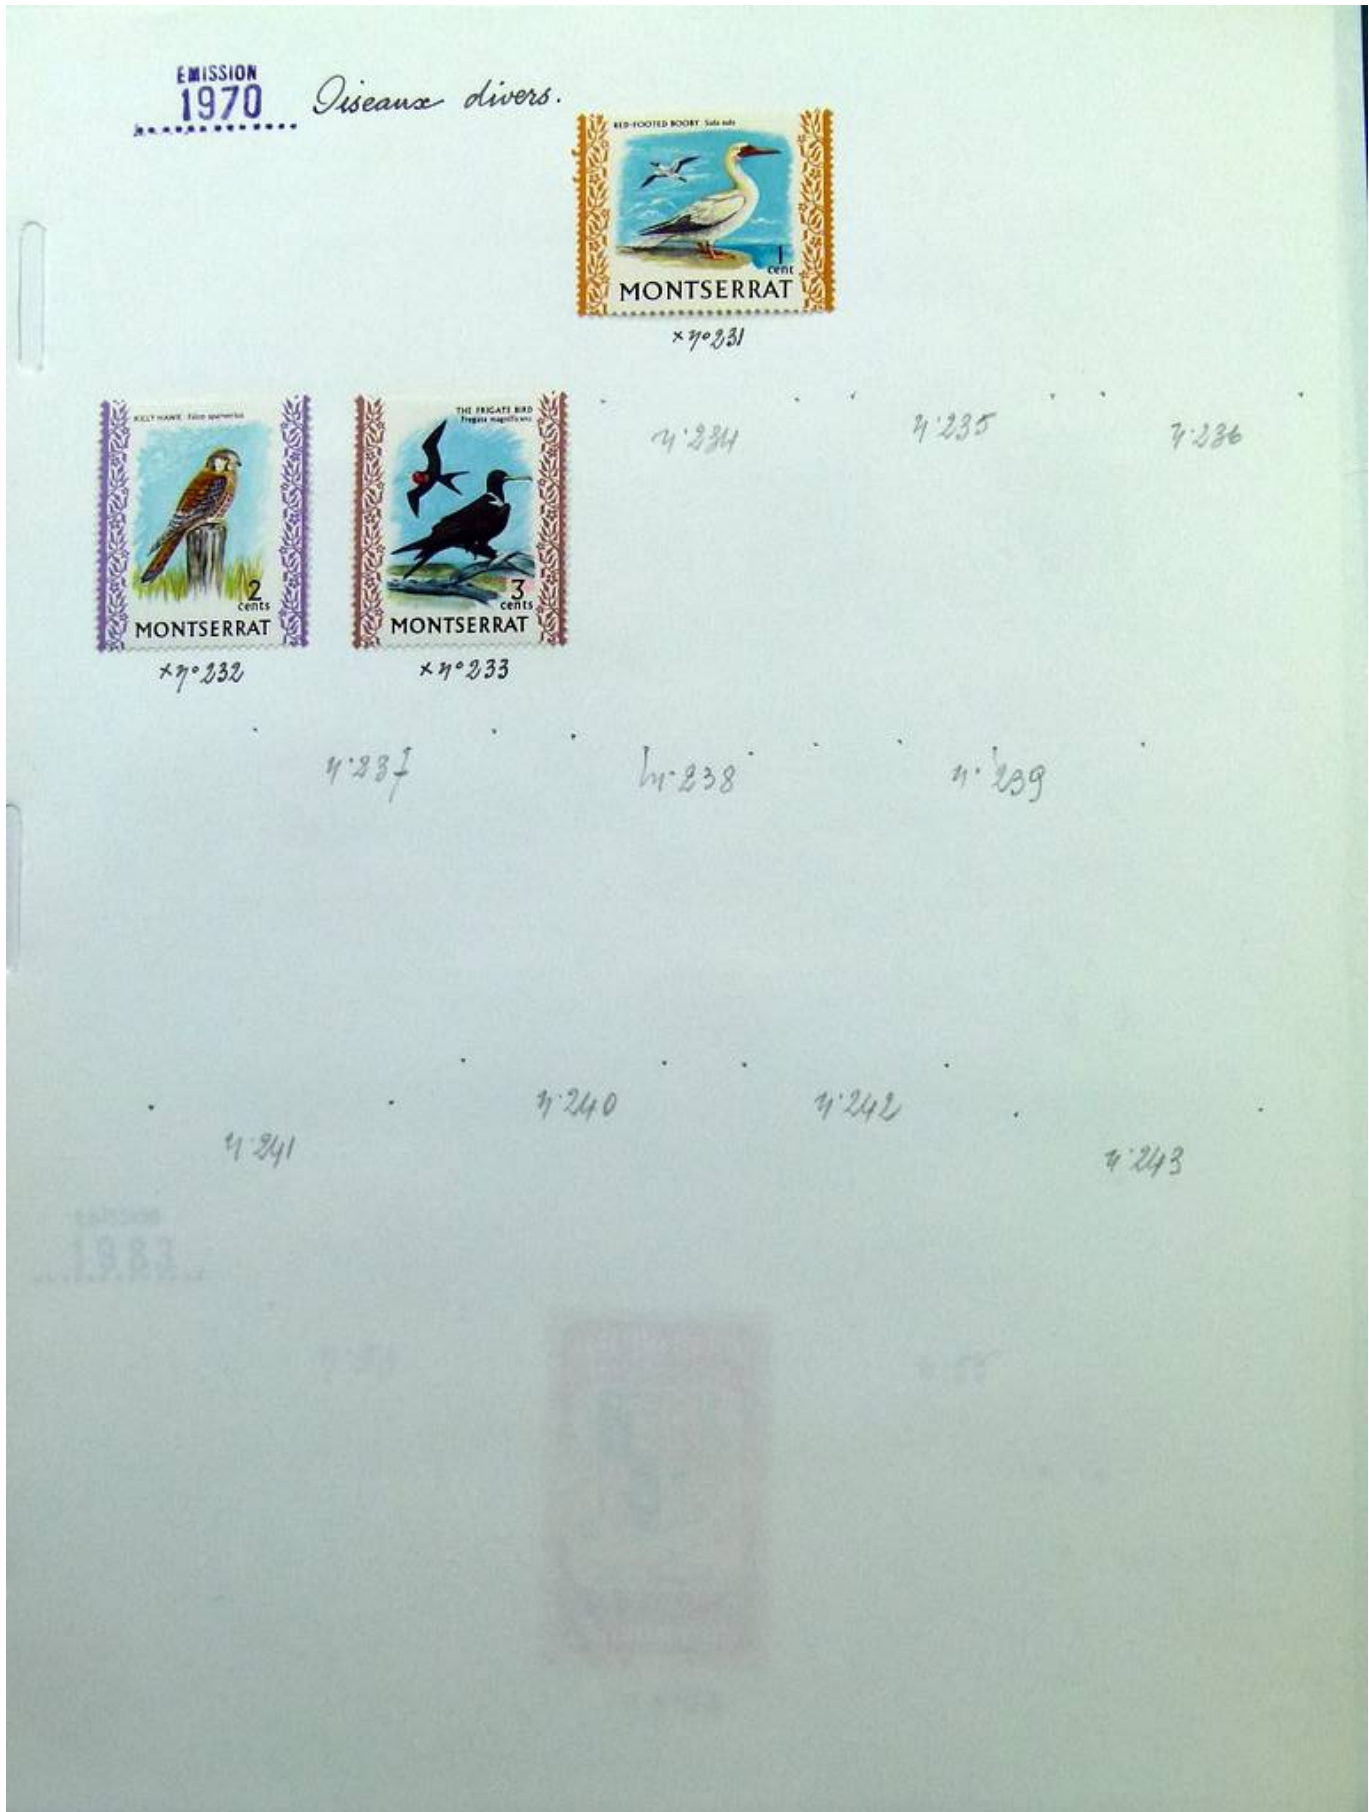 EMISSION
1970 Oiseaux divers.
RED-FOOTED BOOBY Sula sula
1
cent
MONTSERRAT
x n° 231
KILLY HAWK Falco sparverius
2
cents
MONTSERRAT
x n° 232
THE FRIGATE BIRD
Fregata magnificens
3
cents
MONTSERRAT
x n° 233
n° 234
n° 235
n° 236
n° 237
n° 238
n° 239
n° 240
n° 242
n° 241
n° 243